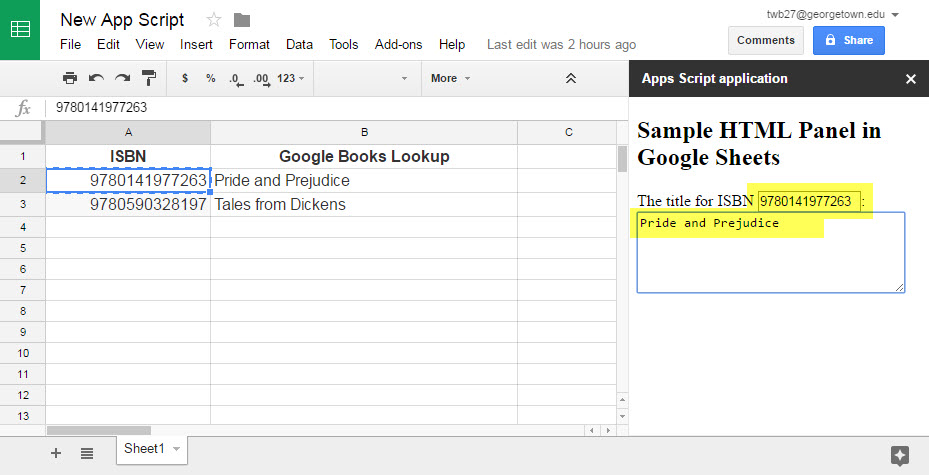 New App Script
twb27@georgetown.edu
File Edit View Insert Format Data Tools Add-ons Help Last edit was 2 hours ago
Comments Share
$ % .0 .00 123 More
Apps Script application ×
fx 9780141977263
A B C
1 ISBN Google Books Lookup
2 9780141977263 Pride and Prejudice
3 9780590328197 Tales from Dickens
4
5
6
7
8
9
10
11
12
13
Sample HTML Panel in
Google Sheets
The title for ISBN 9780141977263 :
Pride and Prejudice
+ Sheet1